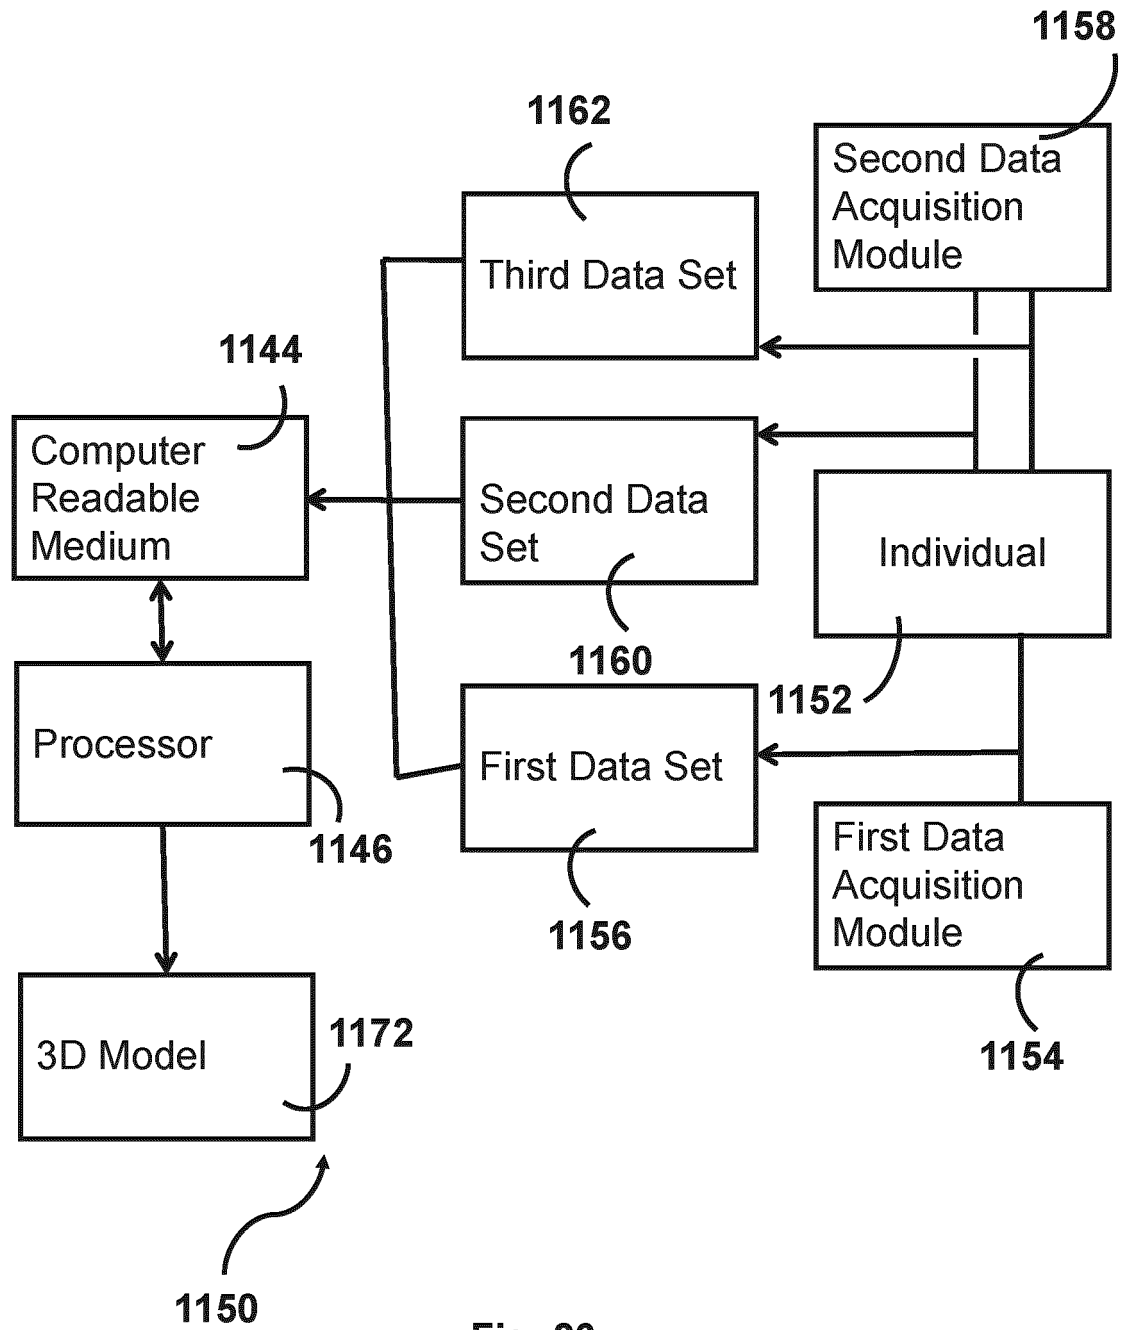 1158
1162
Second Data
Acquisition
Module
Third Data Set
1144
Computer
Readable
Medium
Second Data
Set
Individual
1160
1152
Processor
First Data Set
1146
First Data
Acquisition
Module
1156
3D Model
1172
1154
1150